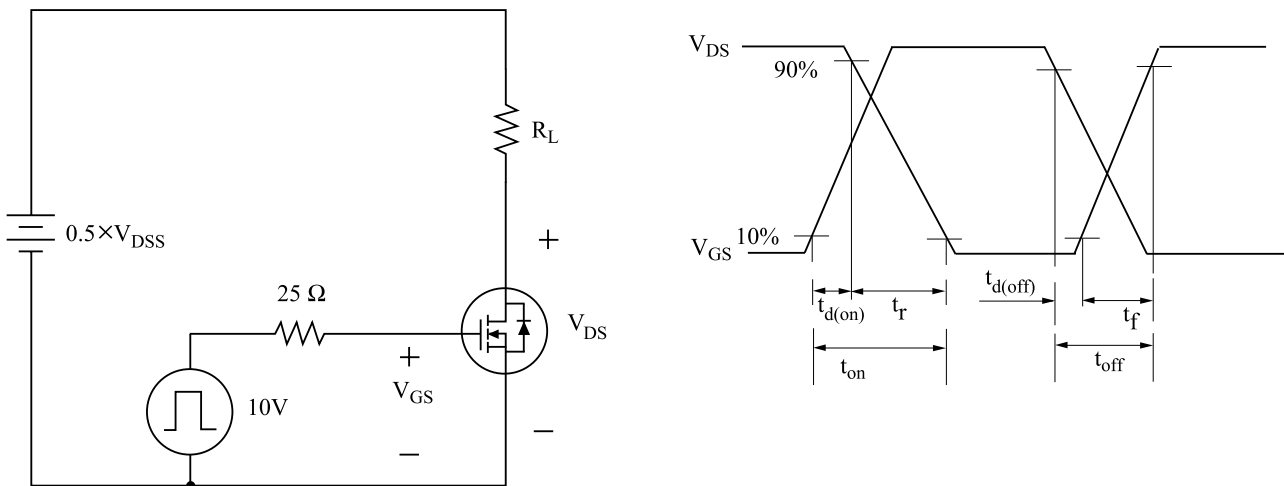 R_L
0.5×V_DSS
25 Ω
+
V_DS
+
V_GS
10V
−
−
V_DS
90%
V_GS
10%
t_d(on)
t_r
t_on
t_d(off)
t_f
t_off